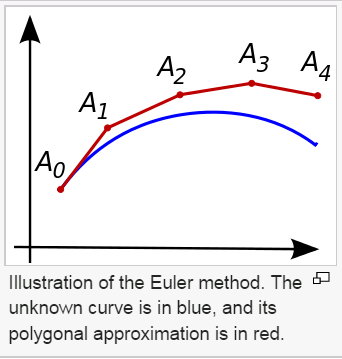 A0
A1
A2
A3
A4
Illustration of the Euler method. The
unknown curve is in blue, and its
polygonal approximation is in red.